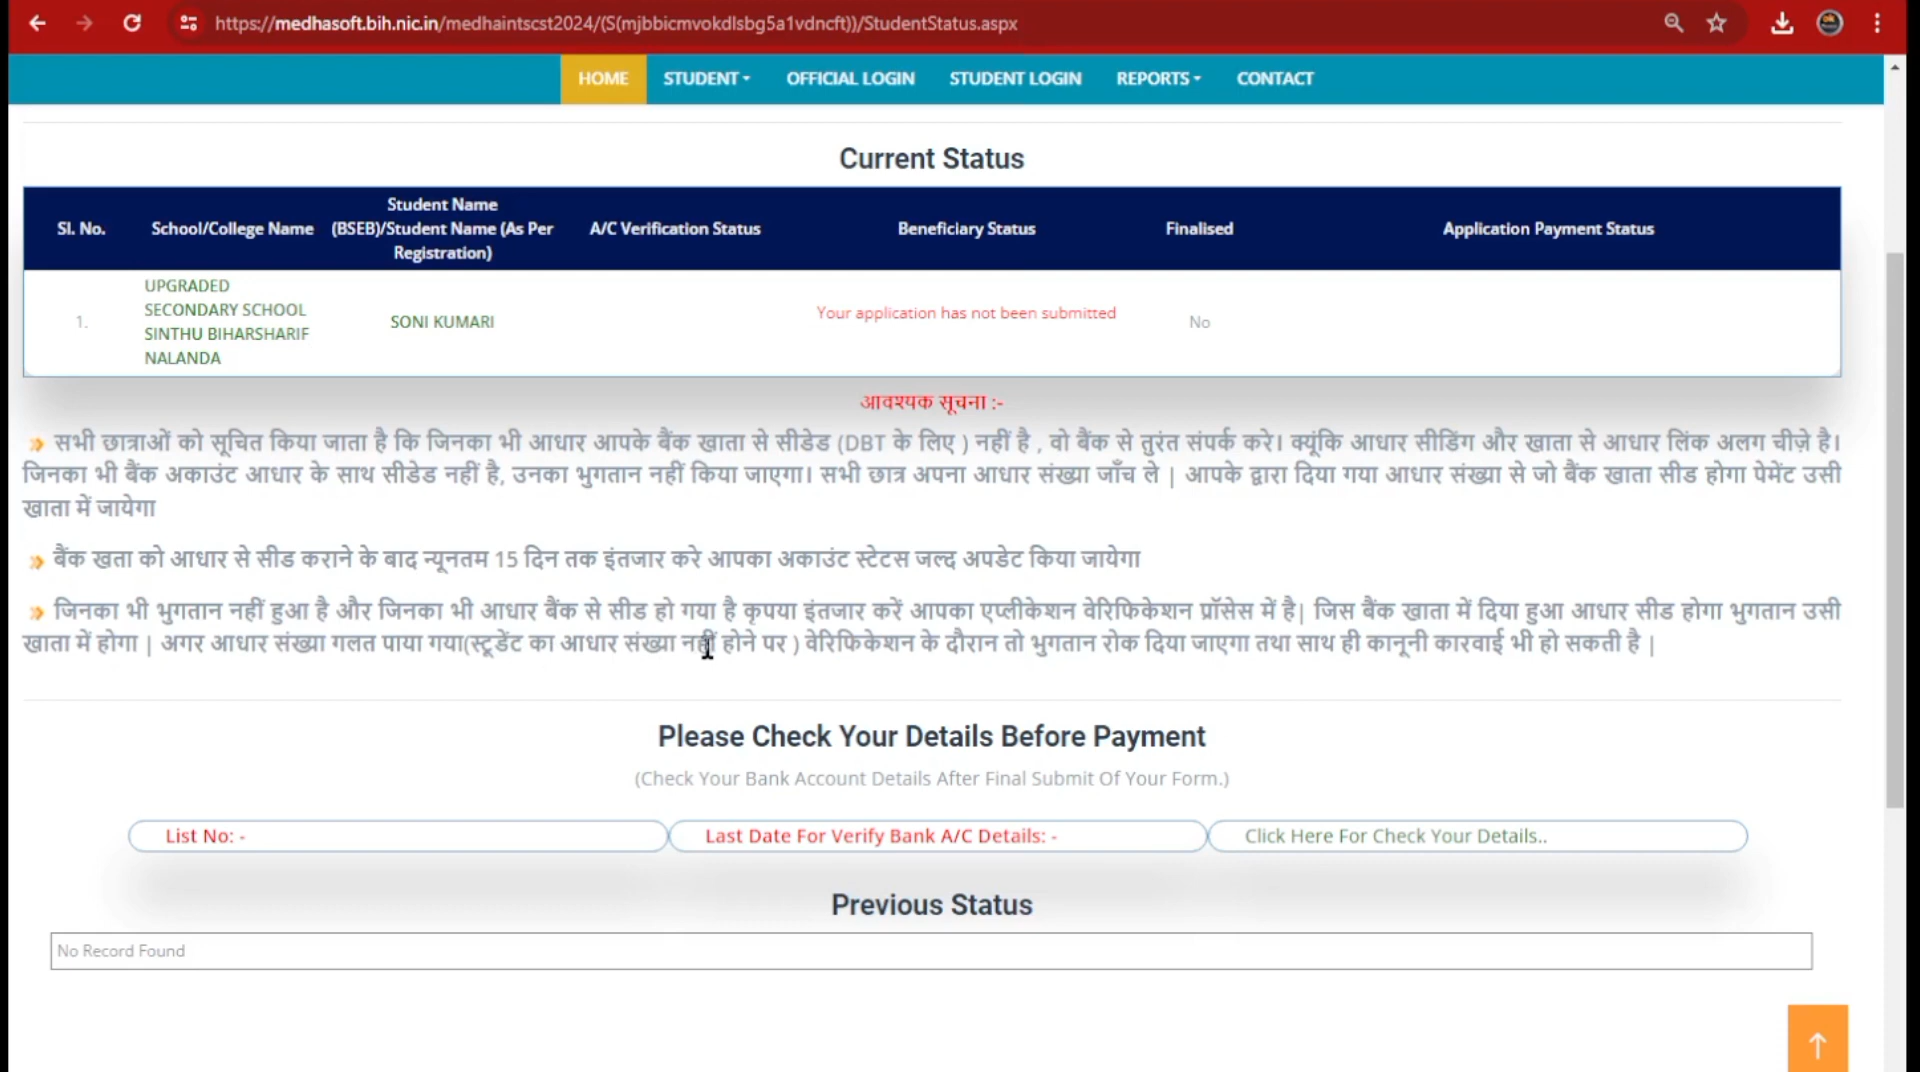 https://medhasoft.bih.nic.in/medhaintscst2024/(S(mjbbicmvokdlsbg5a1vdncft))/StudentStatus.aspx
HOME STUDENT OFFICIAL LOGIN STUDENT LOGIN REPORTS CONTACT
Current Status
Sl. No. School/College Name Student Name (BSEB)/Student Name (As Per Registration) A/C Verification Status Beneficiary Status Finalised Application Payment Status
1. UPGRADED SECONDARY SCHOOL SINTHU BIHARSHARIF NALANDA SONI KUMARI Your application has not been submitted No
आवश्यक सूचना :-
सभी छात्राओं को सूचित किया जाता है कि जिनका भी आधार आपके बैंक खाता से सीडेड (DBT के लिए ) नहीं है , वो बैंक से तुरंत संपर्क करे। क्यूंकि आधार सीडिंग और खाता से आधार लिंक अलग चीज़े है।
जिनका भी बैंक अकाउंट आधार के साथ सीडेड नहीं है, उनका भुगतान नहीं किया जाएगा। सभी छात्र अपना आधार संख्या जाँच ले | आपके द्वारा दिया गया आधार संख्या से जो बैंक खाता सीड होगा पेमेंट उसी
खाता में जायेगा
बैंक खता को आधार से सीड कराने के बाद न्यूनतम 15 दिन तक इंतजार करे आपका अकाउंट स्टेटस जल्द अपडेट किया जायेगा
जिनका भी भुगतान नहीं हुआ है और जिनका भी आधार बैंक से सीड हो गया है कृपया इंतजार करें आपका एप्लीकेशन वेरिफिकेशन प्रॉसेस में है| जिस बैंक खाता में दिया हुआ आधार सीड होगा भुगतान उसी
खाता में होगा | अगर आधार संख्या गलत पाया गया(स्टूडेंट का आधार संख्या नहीं होने पर ) वेरिफिकेशन के दौरान तो भुगतान रोक दिया जाएगा तथा साथ ही कानूनी कारवाई भी हो सकती है |
Please Check Your Details Before Payment
(Check Your Bank Account Details After Final Submit Of Your Form.)
List No: - Last Date For Verify Bank A/C Details: - Click Here For Check Your Details..
Previous Status
No Record Found